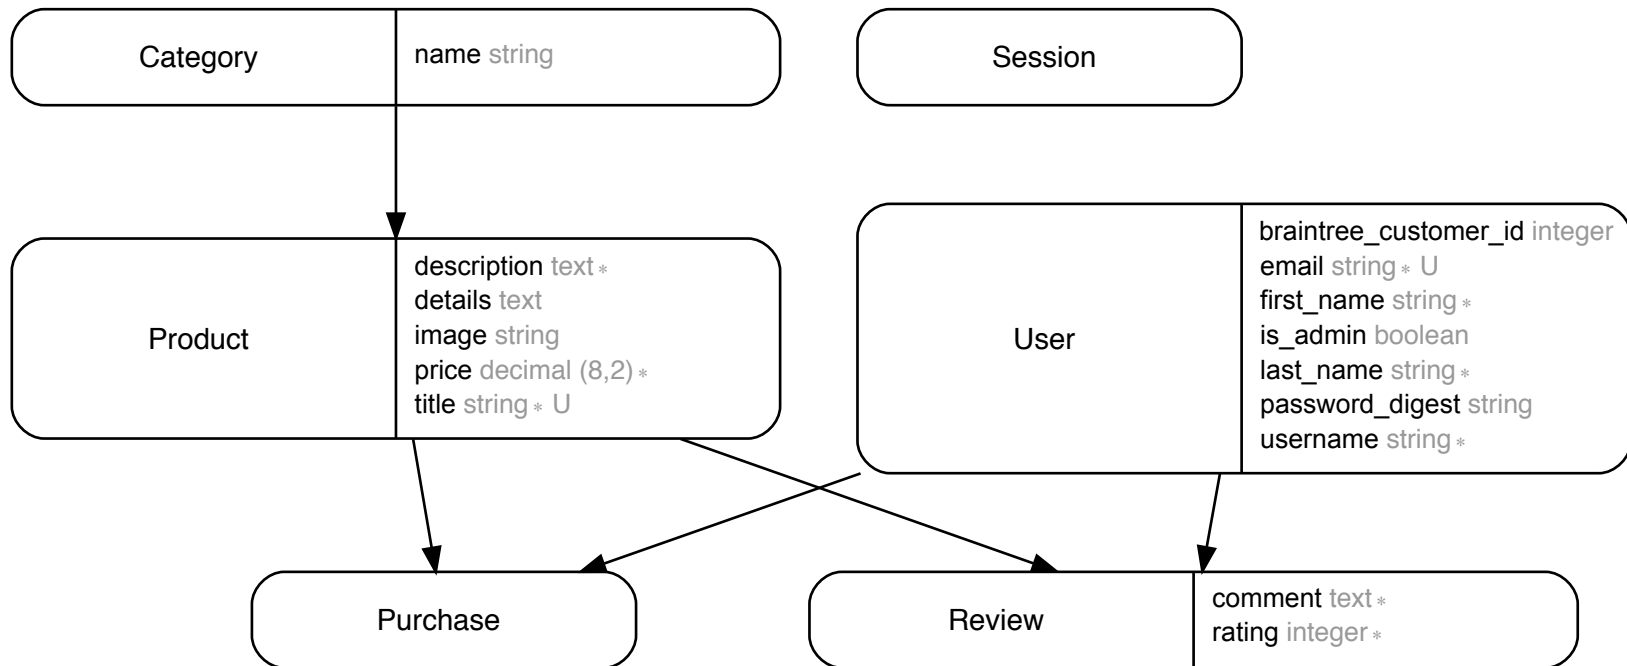 Category
name string
Session
Product
description text *
details text
image string
price decimal (8,2) *
title string * U
User
braintree_customer_id integer
email string * U
first_name string *
is_admin boolean
last_name string *
password_digest string
username string *
Purchase
Review
comment text *
rating integer *